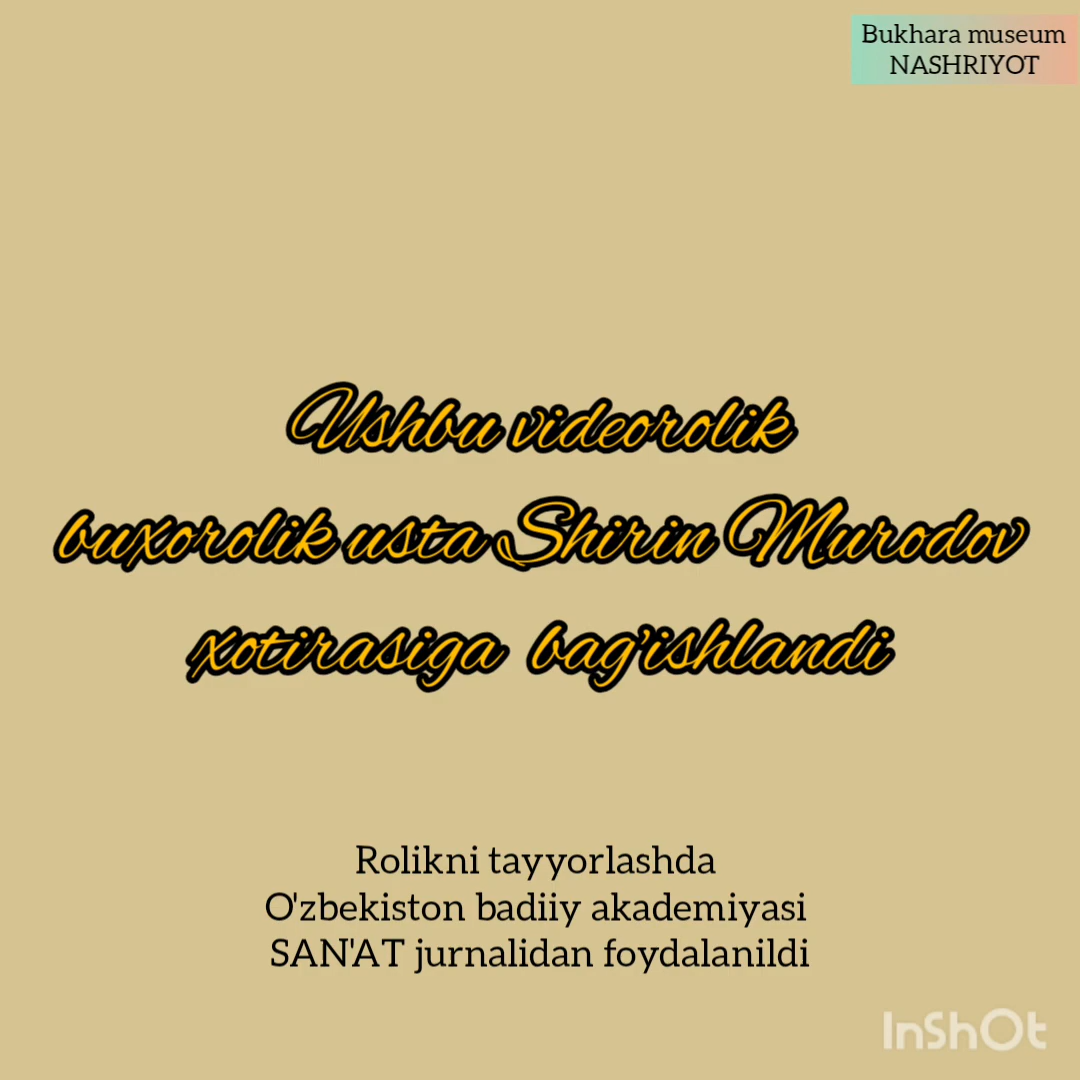 Bukhara museum
NASHRIYOT
Ushbu videorolik
buxorolik usta Shirin Murodov
xotirasiga bag'ishlandi
Rolikni tayyorlashda
O'zbekiston badiiy akademiyasi
SAN'AT jurnalidan foydalanildi
InShOt